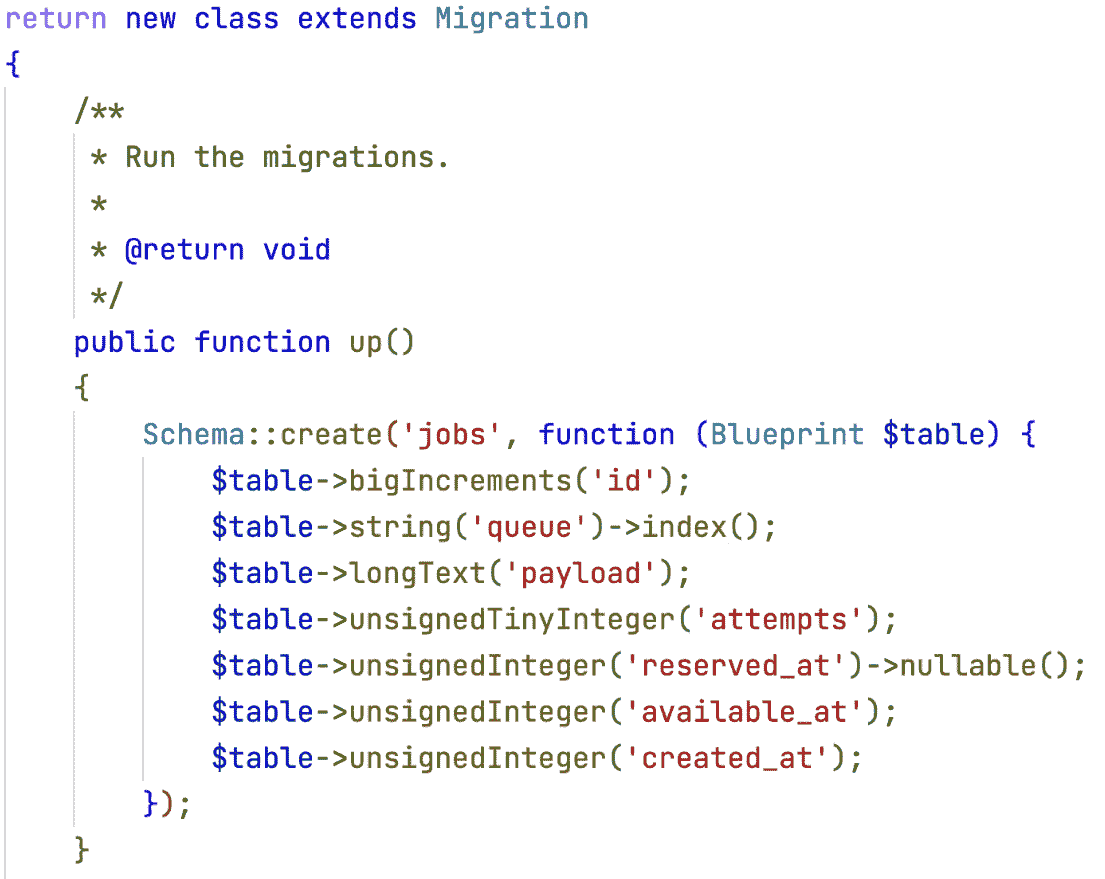 return new class extends Migration
{
    /**
     * Run the migrations.
     *
     * @return void
     */
    public function up()
    {
        Schema::create('jobs', function (Blueprint $table) {
            $table->bigIncrements('id');
            $table->string('queue')->index();
            $table->longText('payload');
            $table->unsignedTinyInteger('attempts');
            $table->unsignedInteger('reserved_at')->nullable();
            $table->unsignedInteger('available_at');
            $table->unsignedInteger('created_at');
        });
    }